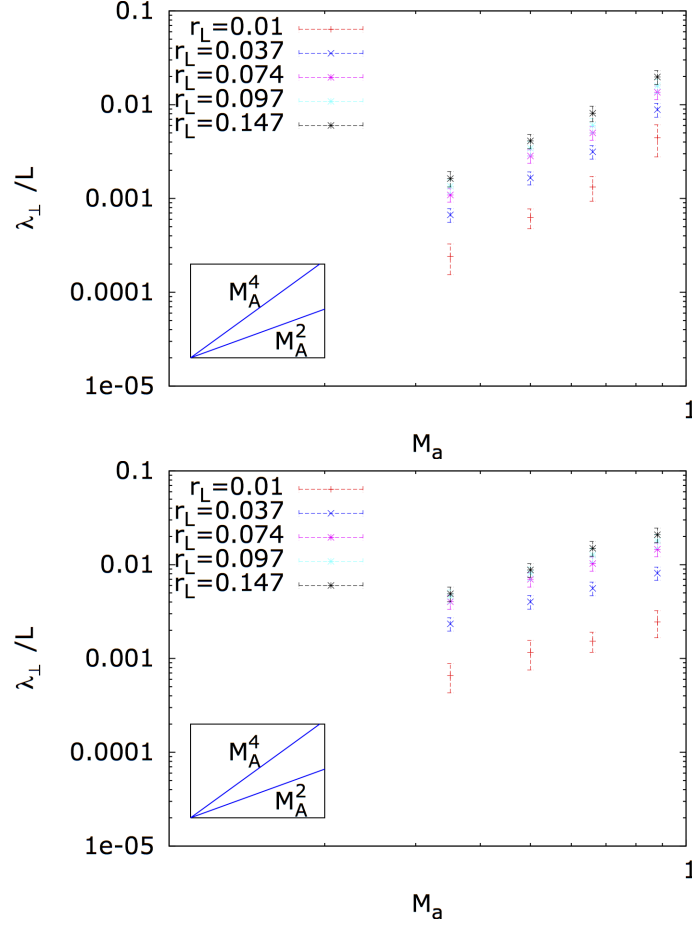 0.1
r_L=0.01
r_L=0.037
r_L=0.074
r_L=0.097
r_L=0.147
0.01
0.001
0.0001
1e-05
λ_⊥ /L
M_A^4
M_A^2
1
M_a
0.1
r_L=0.01
r_L=0.037
r_L=0.074
r_L=0.097
r_L=0.147
0.01
0.001
0.0001
1e-05
λ_⊥ /L
M_A^4
M_A^2
1
M_a